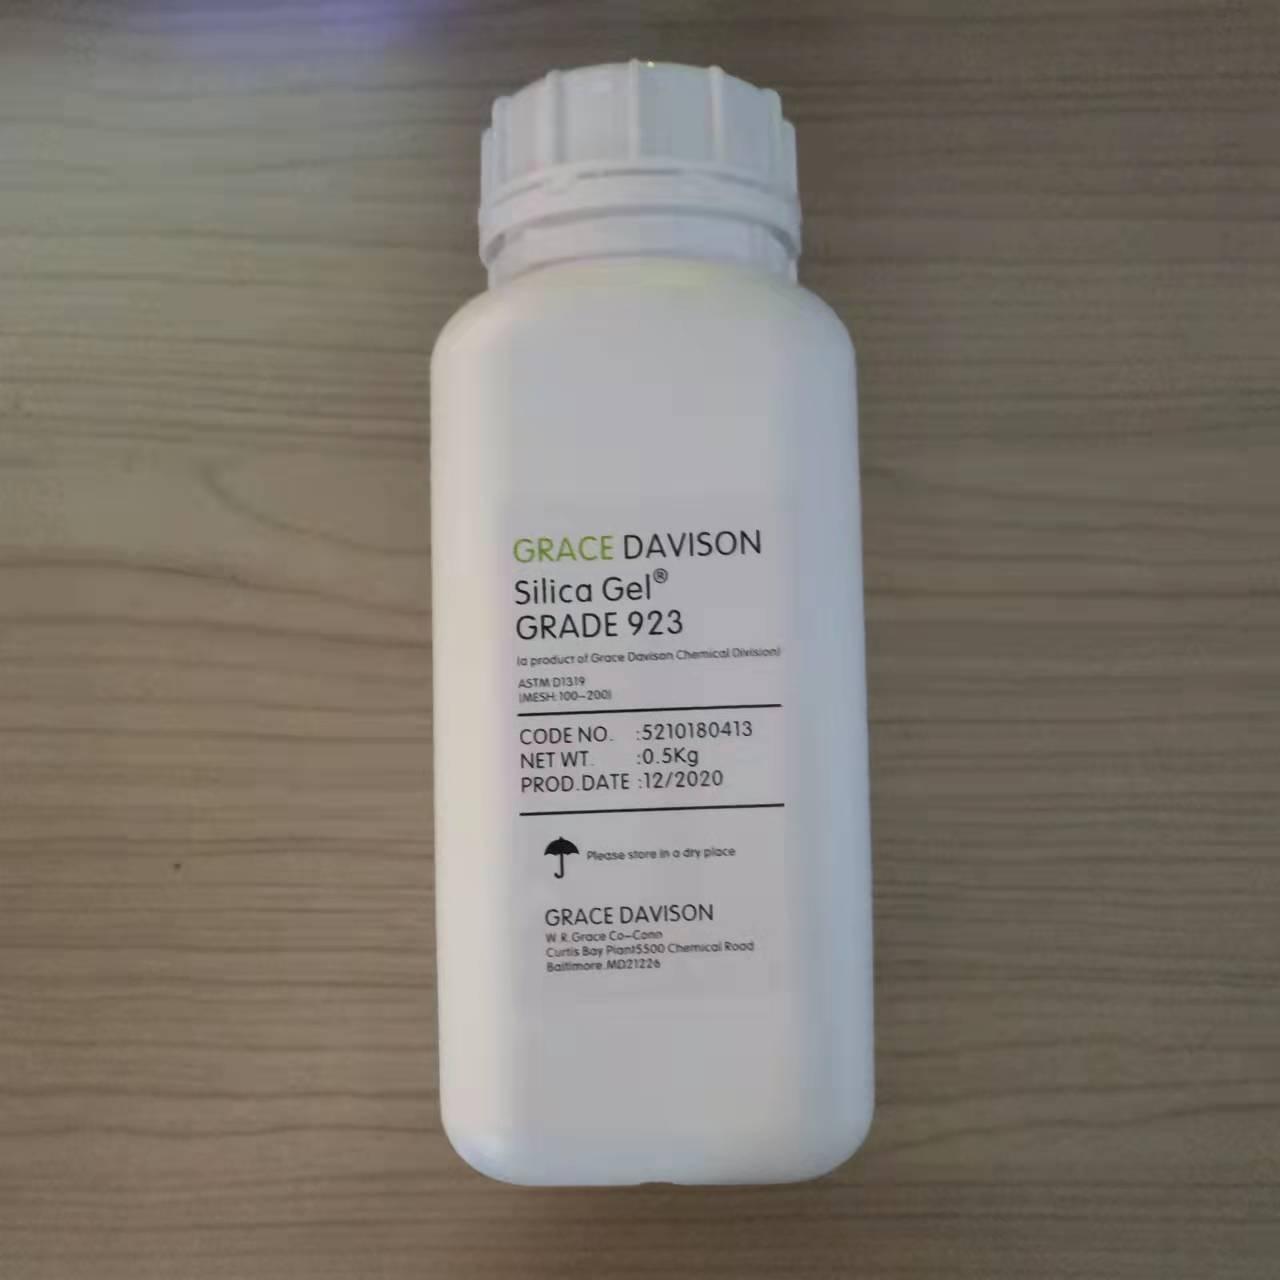 GRACE DAVISON
Silica Gel®
GRADE 923
(a product of Grace Davison Chemical Division)
ASTM D1319
(MESH:100-200)
CODE NO. :5210180413
NET WT. :0.5Kg
PROD.DATE :12/2020
Please store in a dry place
GRACE DAVISON
W.R.Grace Co-Conn
Curtis Bay Plant5500 Chemical Road
Baltimore.MD21226